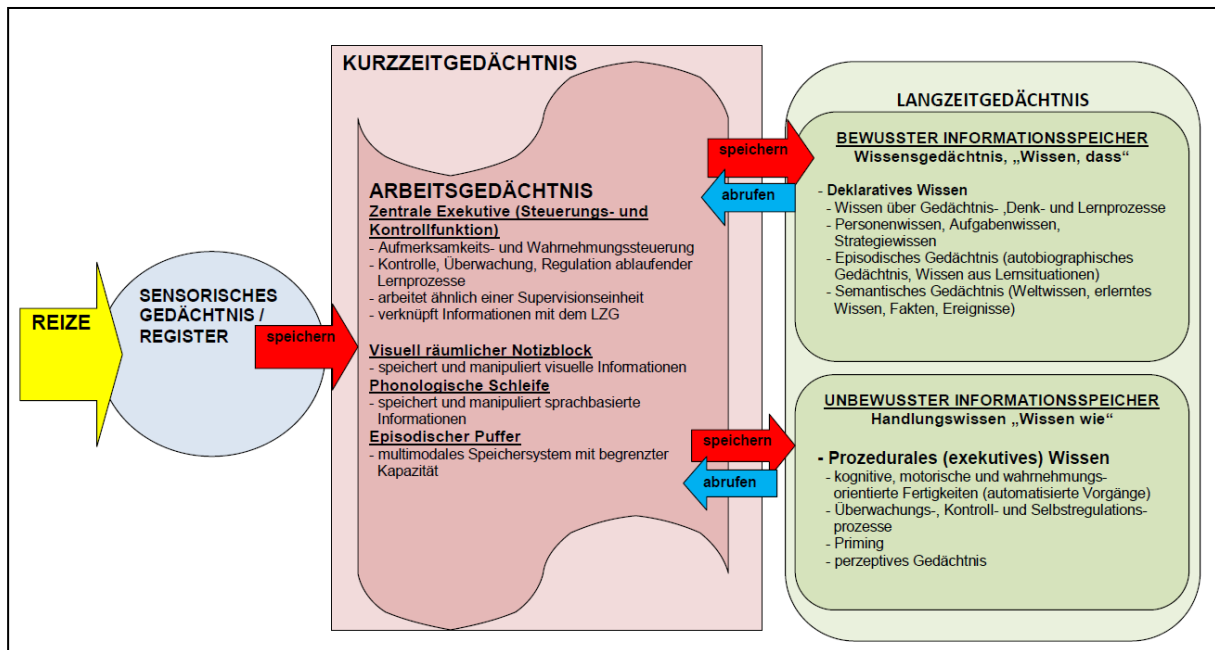 REIZE
SENSORISCHES
GEDÄCHTNIS /
REGISTER
speichern
KURZZEITGEDÄCHTNIS
ARBEITSGEDÄCHTNIS
Zentrale Exekutive (Steuerungs- und
Kontrollfunktion)
- Aufmerksamkeits- und Wahrnehmungssteuerung
- Kontrolle, Überwachung, Regulation ablaufender
Lernprozesse
- arbeitet ähnlich einer Supervisionseinheit
- verknüpft Informationen mit dem LZG
Visuell räumlicher Notizblock
- speichert und manipuliert visuelle Informationen
Phonologische Schleife
- speichert und manipuliert sprachbasierte
Informationen
Episodischer Puffer
- multimodales Speichersystem mit begrenzter
Kapazität
speichern
abrufen
speichern
abrufen
LANGZEITGEDÄCHTNIS
BEWUSSTER INFORMATIONSSPEICHER
Wissensgedächtnis, „Wissen, dass“
- Deklaratives Wissen
- Wissen über Gedächtnis- ‚Denk- und Lernprozesse
- Personenwissen, Aufgabenwissen,
Strategiewissen
- Episodisches Gedächtnis (autobiographisches
Gedächtnis, Wissen aus Lernsituationen)
- Semantisches Gedächtnis (Weltwissen, erlerntes
Wissen, Fakten, Ereignisse)
UNBEWUSSTER INFORMATIONSSPEICHER
Handlungswissen „Wissen wie“
- Prozedurales (exekutives) Wissen
- kognitive, motorische und wahrnehmungs-
orientierte Fertigkeiten (automatisierte Vorgänge)
- Überwachungs-, Kontroll- und Selbstregulations-
prozesse
- Priming
- perzeptives Gedächtnis